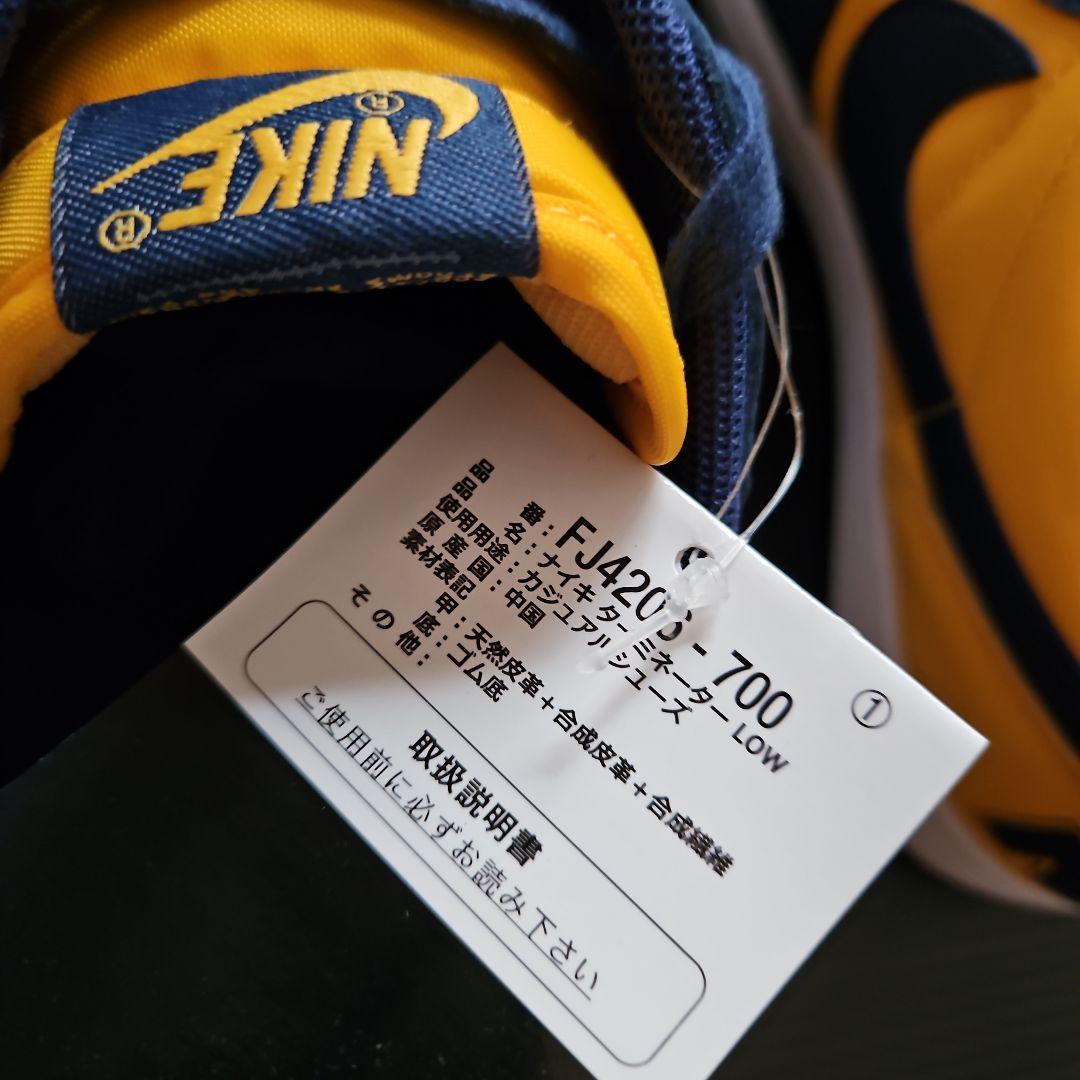 NIKE
®
®
品番：FJ4206-700
①
品名：ナイキ ターミネーター LOW
使用用途：カジュアルシューズ
原産国：中国
素材表記
甲：天然皮革＋合成皮革＋合成繊維
底：ゴム底
その他：
取扱説明書
ご使用前に必ずお読み下さい